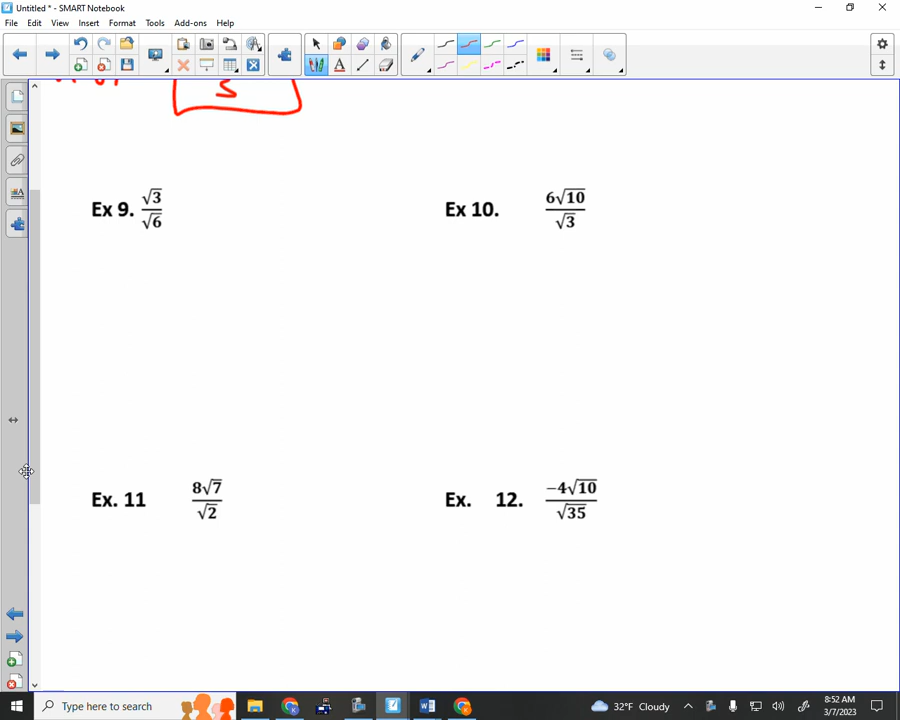 Untitled * - SMART Notebook
File Edit View Insert Format Tools Add-ons Help
5
Ex 9. √3/√6
Ex 10. 6√10/√3
Ex. 11 8√7/√2
Ex. 12. −4√10/√35
Type here to search
32°F Cloudy
8:52 AM
3/7/2023